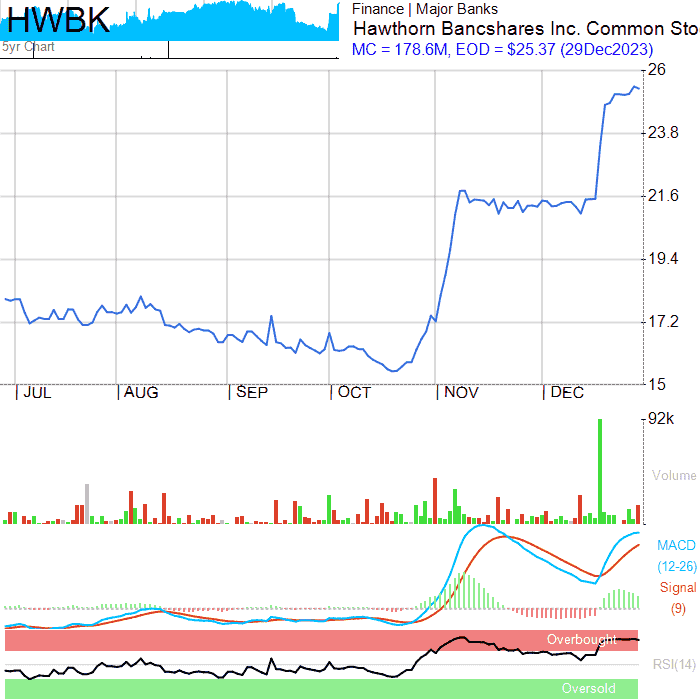 HWBK
5yr Chart
Finance | Major Banks
Hawthorn Bancshares Inc. Common Sto
MC = 178.6M, EOD = $25.37 (29Dec2023)
26
23.8
21.6
19.4
17.2
15
JUL AUG SEP OCT NOV DEC
92k
Volume
MACD
(12-26)
Signal
(9)
Overbought
RSI(14)
Oversold